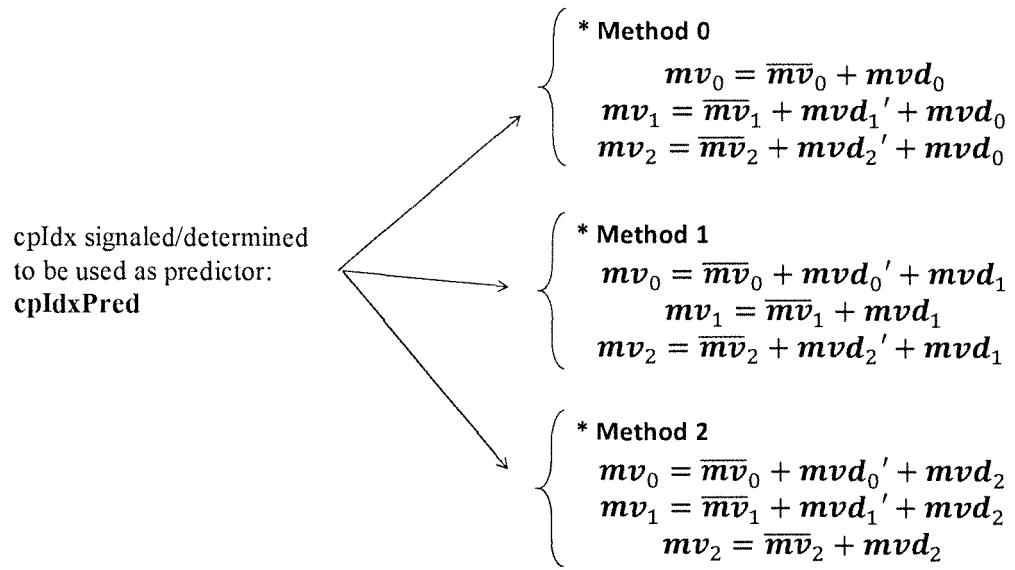 * Method 0
𝒎𝒗₀ = m̅v̅₀ + 𝒎𝒗𝒅₀
𝒎𝒗₁ = m̅v̅₁ + 𝒎𝒗𝒅₁′ + 𝒎𝒗𝒅₀
𝒎𝒗₂ = m̅v̅₂ + 𝒎𝒗𝒅₂′ + 𝒎𝒗𝒅₀
cpIdx signaled/determined
to be used as predictor:
cpIdxPred
* Method 1
𝒎𝒗₀ = m̅v̅₀ + 𝒎𝒗𝒅₀′ + 𝒎𝒗𝒅₁
𝒎𝒗₁ = m̅v̅₁ + 𝒎𝒗𝒅₁
𝒎𝒗₂ = m̅v̅₂ + 𝒎𝒗𝒅₂′ + 𝒎𝒗𝒅₁
* Method 2
𝒎𝒗₀ = m̅v̅₀ + 𝒎𝒗𝒅₀′ + 𝒎𝒗𝒅₂
𝒎𝒗₁ = m̅v̅₁ + 𝒎𝒗𝒅₁′ + 𝒎𝒗𝒅₂
𝒎𝒗₂ = m̅v̅₂ + 𝒎𝒗𝒅₂